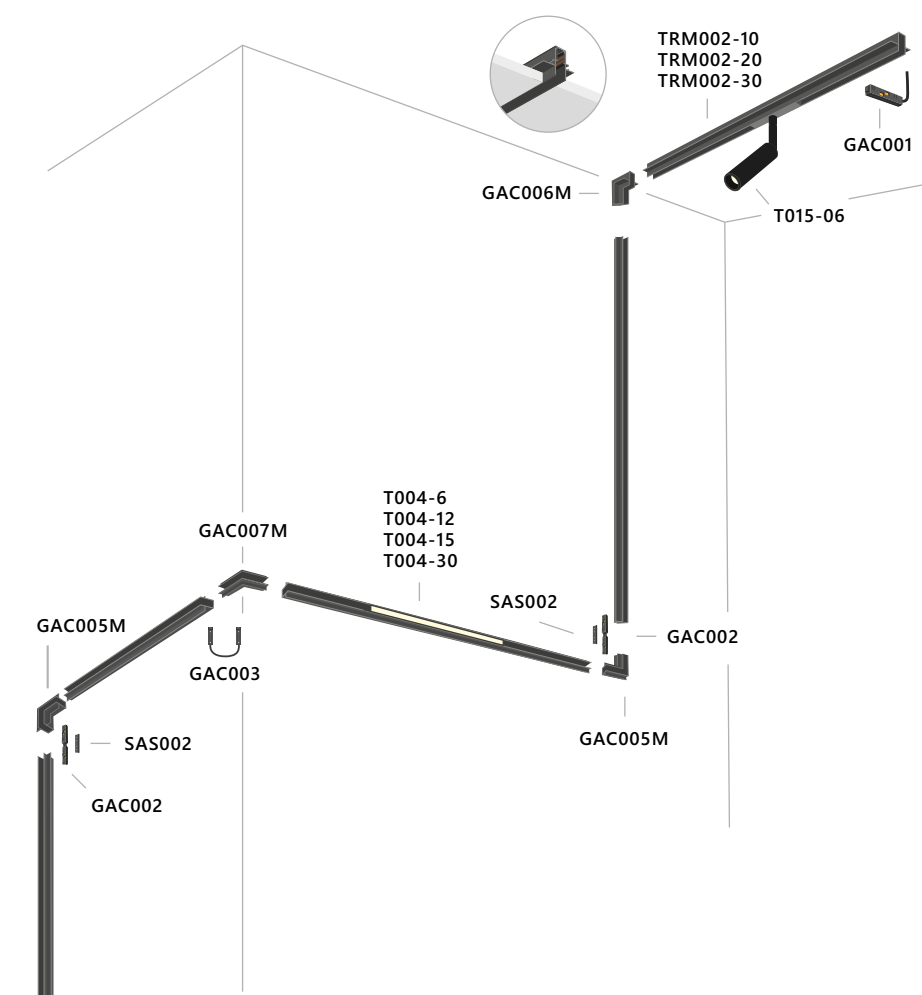 TRM002-10
TRM002-20
TRM002-30
GAC001
GAC006M
T015-06
T004-6
T004-12
T004-15
T004-30
GAC007M
SAS002
GAC005M
GAC002
GAC003
GAC005M
SAS002
GAC002